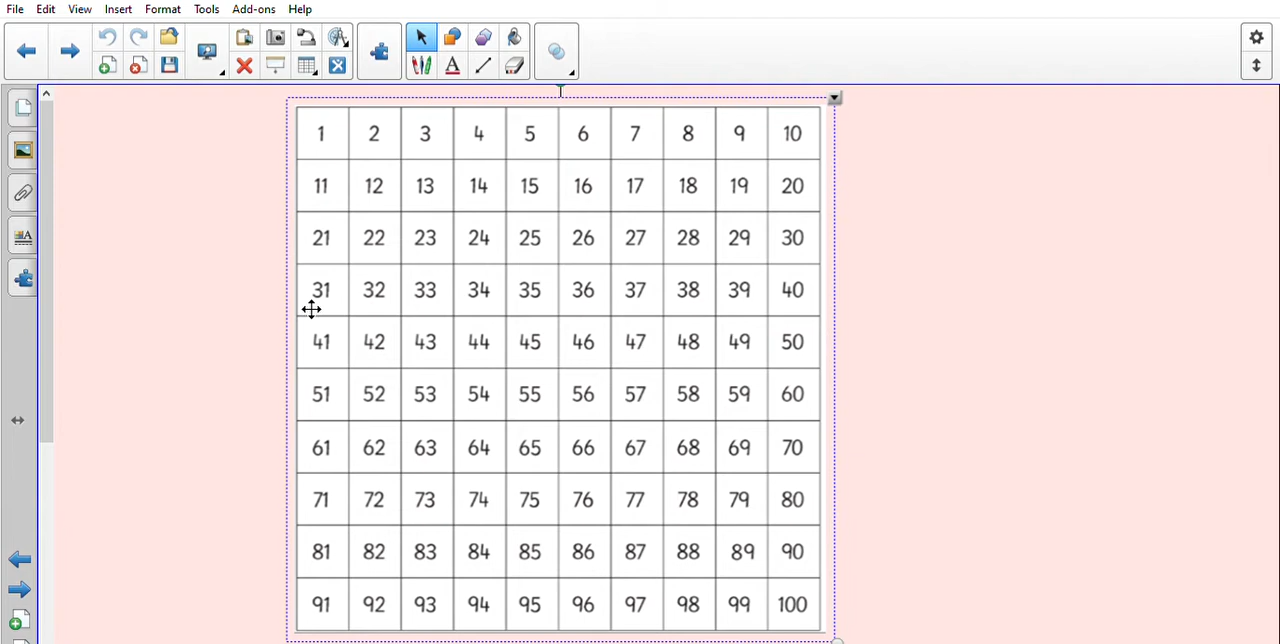 File Edit View Insert Format Tools Add-ons Help
1 2 3 4 5 6 7 8 9 10
11 12 13 14 15 16 17 18 19 20
21 22 23 24 25 26 27 28 29 30
31 32 33 34 35 36 37 38 39 40
41 42 43 44 45 46 47 48 49 50
51 52 53 54 55 56 57 58 59 60
61 62 63 64 65 66 67 68 69 70
71 72 73 74 75 76 77 78 79 80
81 82 83 84 85 86 87 88 89 90
91 92 93 94 95 96 97 98 99 100